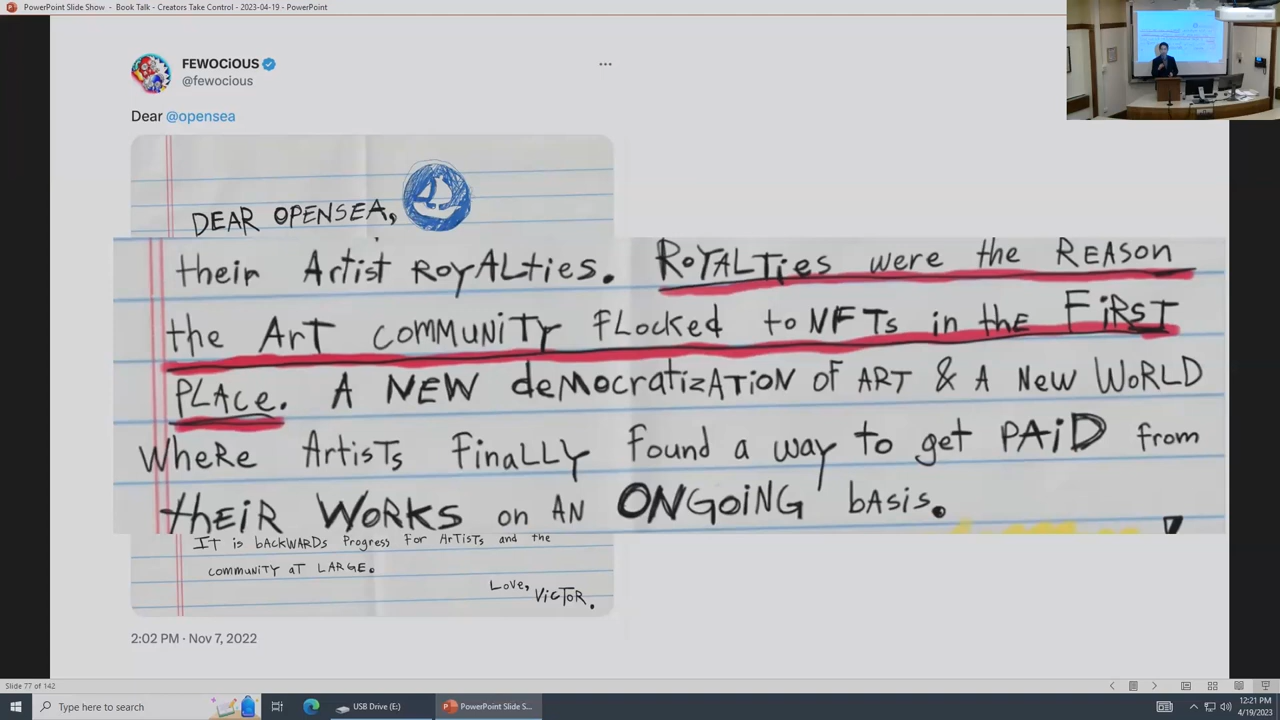 PowerPoint Slide Show - Book Talk - Creators Take Control - 2023-04-19 - PowerPoint
FEWOCiOUS
@fewocious
Dear @opensea
DEAR OPENSEA,
their Artist ROYALties. ROYALTies were the REASON
the ArT COMMUNiTY FLocked to NFTs in the FiRST
PLAce. A NEW democratizATiON OF ART & A New WoRLD
wheRe ArtisTs FinaLLy Found a way to get PAiD from
theiR WORKS on AN ONGOiNG bAsis.
IT is bACKWARDs Progress FoR ArTisTs and the
COMMUNiTY aT LARGE.
Love,
VicToR.
2:02 PM · Nov 7, 2022
Slide 77 of 142
Type here to search
USB Drive (E:)
PowerPoint Slide S...
12:21 PM
4/19/2023